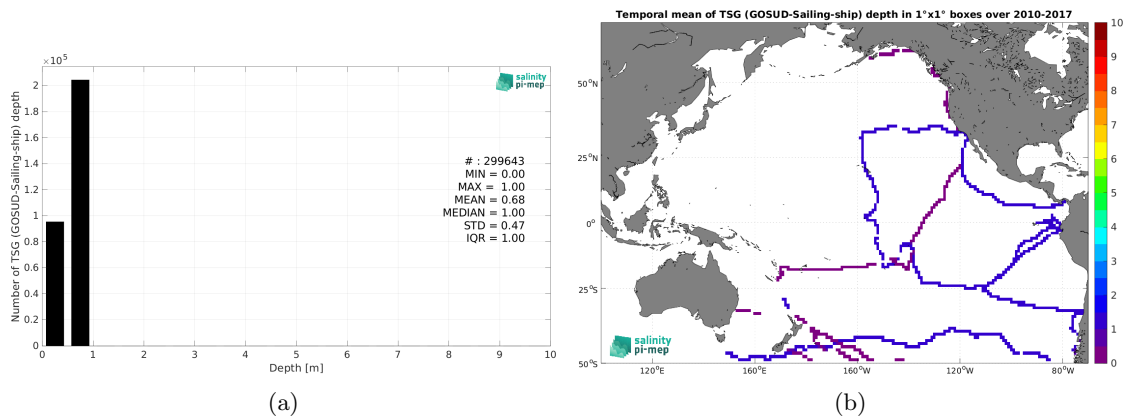 ×10⁵
2
1.8
1.6
1.4
1.2
1
0.8
0.6
0.4
0.2
0
Number of TSG (GOSUD-Sailing-ship) depth
0 1 2 3 4 5 6 7 8 9 10
Depth [m]
salinity
pi-mep
# : 299643
MIN = 0.00
MAX = 1.00
MEAN = 0.68
MEDIAN = 1.00
STD = 0.47
IQR = 1.00
(a)
Temporal mean of TSG (GOSUD-Sailing-ship) depth in 1°x1° boxes over 2010-2017
50°N
25°N
0°
25°S
50°S
120°E 160°E 160°W 120°W 80°W
salinity
pi-mep
10
9
8
7
6
5
4
3
2
1
0
(b)